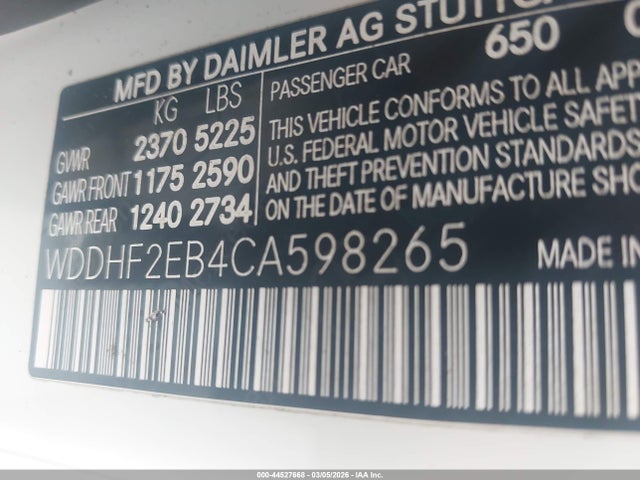 MFD BY DAIMLER AG STUTTG
KG LBS
PASSENGER CAR 650
GVWR 2370 5225
GAWR FRONT 1175 2590
GAWR REAR 1240 2734
THIS VEHICLE CONFORMS TO ALL APP
U.S. FEDERAL MOTOR VEHICLE SAFET
AND THEFT PREVENTION STANDARDS
ON THE DATE OF MANUFACTURE SHO
WDDHF2EB4CA598265
MADE IN
000-44527668 | 03/05/2026 | IAA Inc.